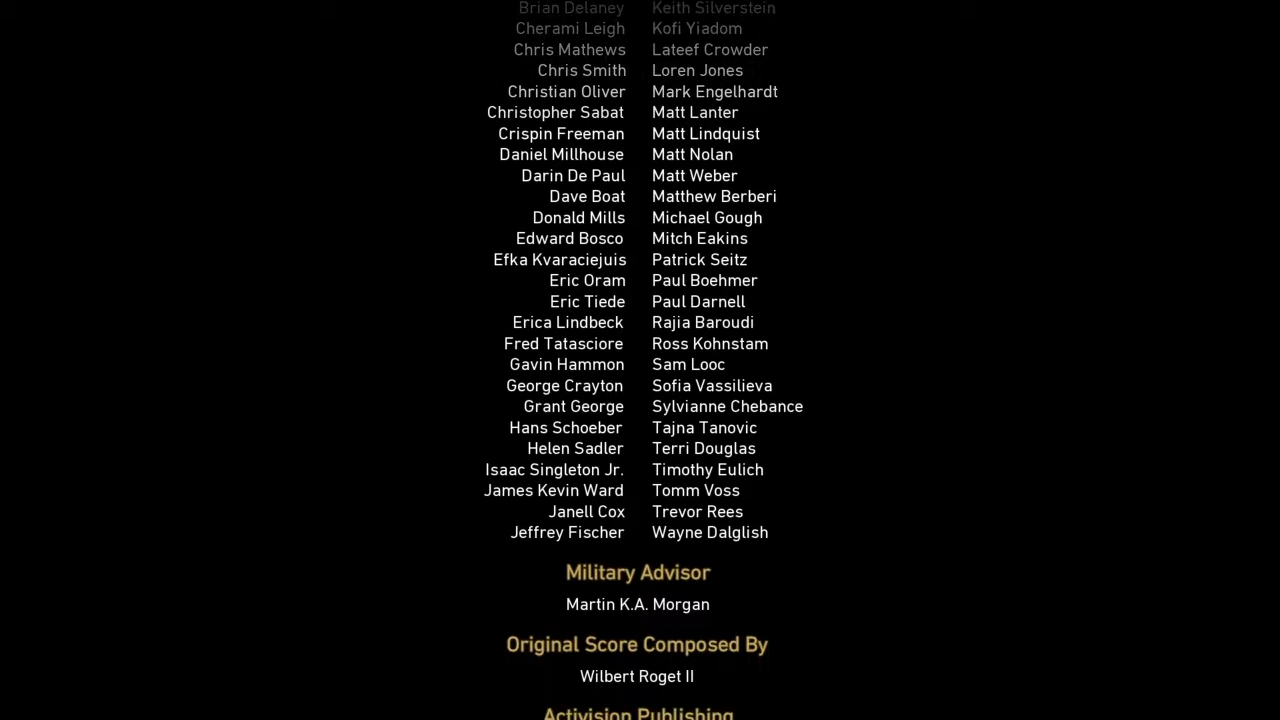 Brian Delaney Keith Silverstein
Cherami Leigh Kofi Yiadom
Chris Mathews Lateef Crowder
Chris Smith Loren Jones
Christian Oliver Mark Engelhardt
Christopher Sabat Matt Lanter
Crispin Freeman Matt Lindquist
Daniel Millhouse Matt Nolan
Darin De Paul Matt Weber
Dave Boat Matthew Berberi
Donald Mills Michael Gough
Edward Bosco Mitch Eakins
Efka Kvaraciejuis Patrick Seitz
Eric Oram Paul Boehmer
Eric Tiede Paul Darnell
Erica Lindbeck Rajia Baroudi
Fred Tatasciore Ross Kohnstam
Gavin Hammon Sam Looc
George Crayton Sofia Vassilieva
Grant George Sylvianne Chebance
Hans Schoeber Tajna Tanovic
Helen Sadler Terri Douglas
Isaac Singleton Jr. Timothy Eulich
James Kevin Ward Tomm Voss
Janell Cox Trevor Rees
Jeffrey Fischer Wayne Dalglish
Military Advisor
Martin K.A. Morgan
Original Score Composed By
Wilbert Roget II
Activision Publishing